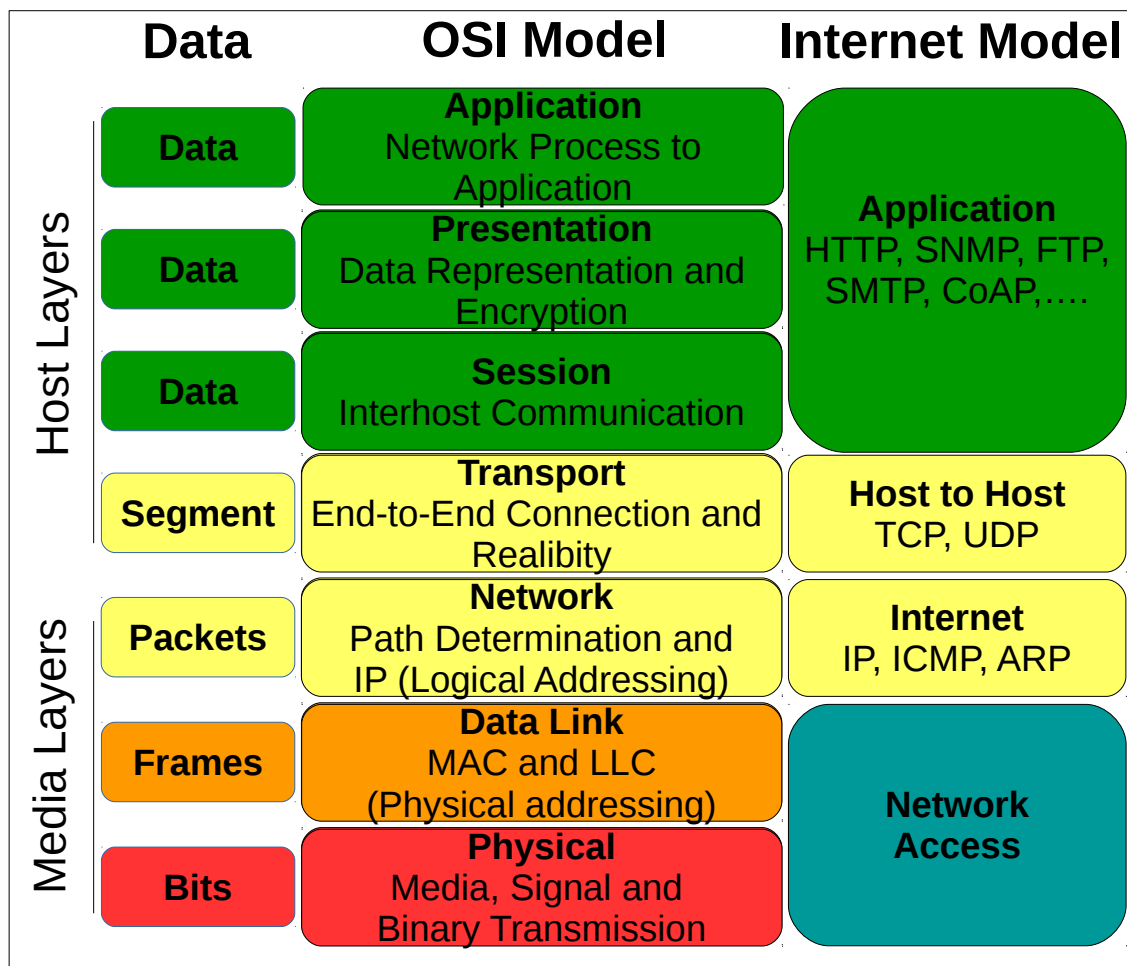 Data
OSI Model
Internet Model
Host Layers
Media Layers
Data
Application
Network Process to
Application
Data
Presentation
Data Representation and
Encryption
Data
Session
Interhost Communication
Application
HTTP, SNMP, FTP,
SMTP, CoAP,....
Segment
Transport
End-to-End Connection and
Realibity
Host to Host
TCP, UDP
Packets
Network
Path Determination and
IP (Logical Addressing)
Internet
IP, ICMP, ARP
Frames
Data Link
MAC and LLC
(Physical addressing)
Bits
Physical
Media, Signal and
Binary Transmission
Network
Access